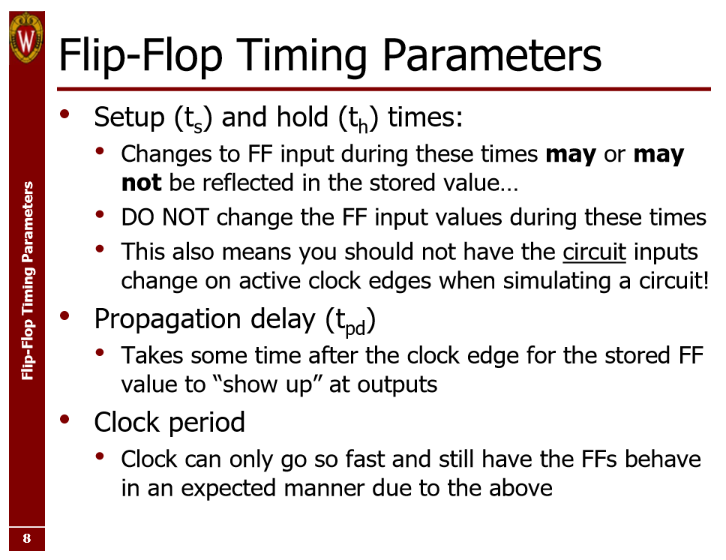 W
Flip-Flop Timing Parameters
• Setup (ts) and hold (th) times:
• Changes to FF input during these times may or may
not be reflected in the stored value…
• DO NOT change the FF input values during these times
• This also means you should not have the circuit inputs
change on active clock edges when simulating a circuit!
• Propagation delay (tpd)
• Takes some time after the clock edge for the stored FF
value to “show up” at outputs
• Clock period
• Clock can only go so fast and still have the FFs behave
in an expected manner due to the above
Flip-Flop Timing Parameters
8